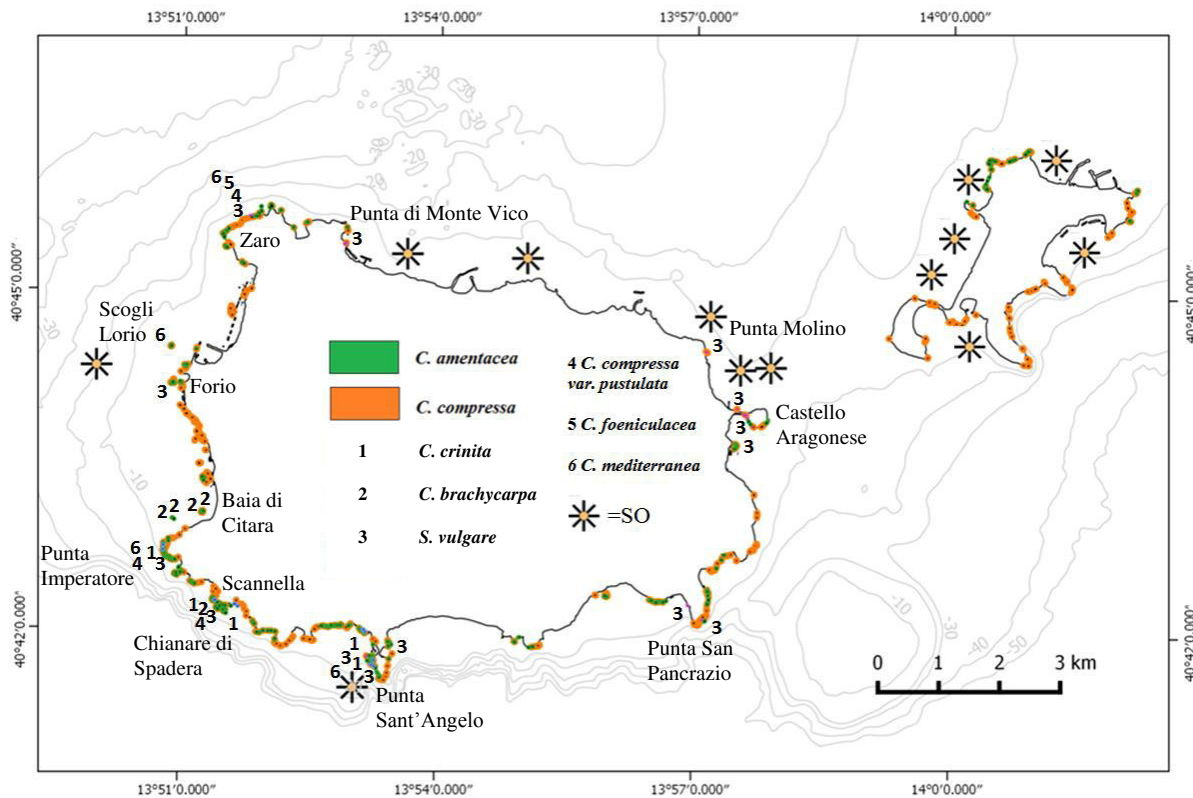 13°51'0.000" 13°54'0.000" 13°57'0.000" 14°0'0.000"
-30
-30
-30
-30
-20
-20
6 5
4
3
Zaro
Punta di Monte Vico
3
40°45'0.000"
40°45'0.000"
Scogli
Lorio
6
-30
3
Forio
Punta Molino
3
C. amentacea
C. compressa
1 C. crinita
2 C. brachycarpa
3 S. vulgare
4 C. compressa
var. pustulata
5 C. foeniculacea
6 C. mediterranea
=SO
3
3
3
Castello
Aragonese
-10
2 2 2 2
Baia di
Citara
Punta
Imperatore
6 1
4 3
Scannella
1 2
3
4 1
Chianare di
Spadera
40°42'0.000"
40°42'0.000"
1
3 1
6 3
3
Punta
Sant'Angelo
3
3
Punta San
Pancrazio
-10
-30
-40
-50
0 1 2 3 km
13°51'0.000" 13°54'0.000" 13°57'0.000" 14°0'0.000"